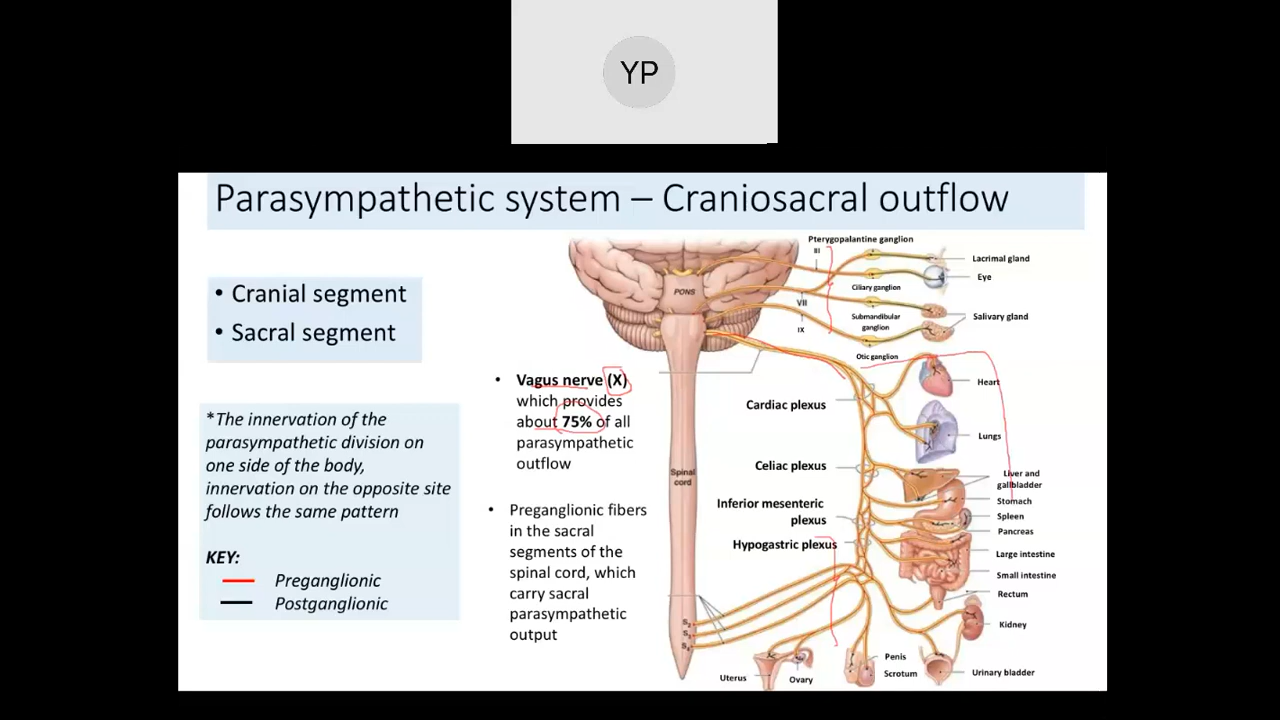 YP
Parasympathetic system – Craniosacral outflow
• Cranial segment
• Sacral segment
*The innervation of the
parasympathetic division on
one side of the body,
innervation on the opposite site
follows the same pattern
KEY:
Preganglionic
Postganglionic
• Vagus nerve (X)
which provides
about 75% of all
parasympathetic
outflow
• Preganglionic fibers
in the sacral
segments of the
spinal cord, which
carry sacral
parasympathetic
output
PONS
Spinal
cord
S2
S3
S4
Pterygopalantine ganglion
III
VII
IX
Ciliary ganglion
Submandibular
ganglion
Otic ganglion
Cardiac plexus
Celiac plexus
Inferior mesenteric
plexus
Hypogastric plexus
Lacrimal gland
Eye
Salivary gland
Heart
Lungs
Liver and
gallbladder
Stomach
Spleen
Pancreas
Large intestine
Small intestine
Rectum
Kidney
Urinary bladder
Penis
Scrotum
Uterus
Ovary